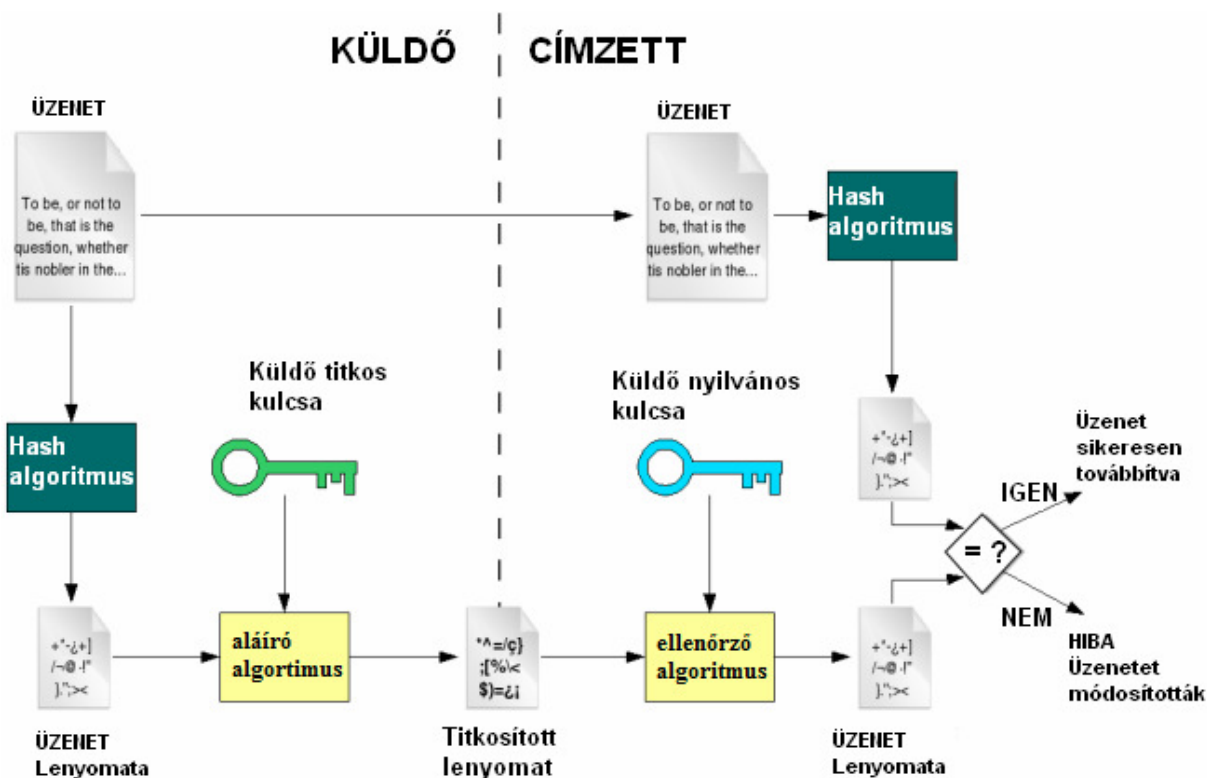 KÜLDŐ
CÍMZETT
ÜZENET
To be, or not to
be, that is the
question, whether
tis nobler in the...
ÜZENET
To be, or not to
be, that is the
question, whether
tis nobler in the...
Hash
algoritmus
Küldő titkos
kulcsa
Küldő nyilvános
kulcsa
Hash
algoritmus
+*-¿+]
/¬@ -!"
}.";><
IGEN
Üzenet
sikeresen
továbbítva
= ?
NEM
HIBA
Üzenetet
módosították
+*-¿+]
/¬@ -!"
}.";><
aláíró
algortimus
*^=/ç}
;[%\<
$)=¿¡
ellenőrző
algoritmus
+*-¿+]
/¬@ -!"
}.";><
ÜZENET
Lenyomata
Titkosított
lenyomat
ÜZENET
Lenyomata